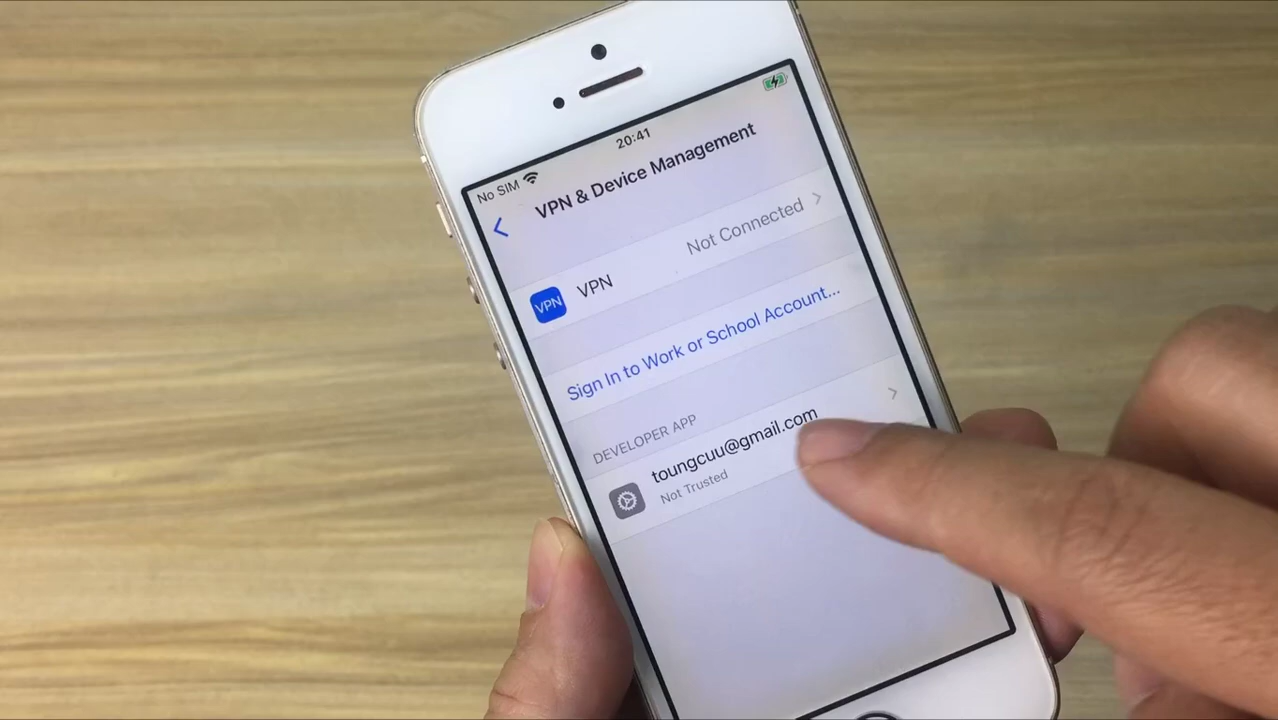 No SIM 20:41
VPN & Device Management
VPN VPN Not Connected
Sign In to Work or School Account...
DEVELOPER APP
toungcuu@gmail.com
Not Trusted